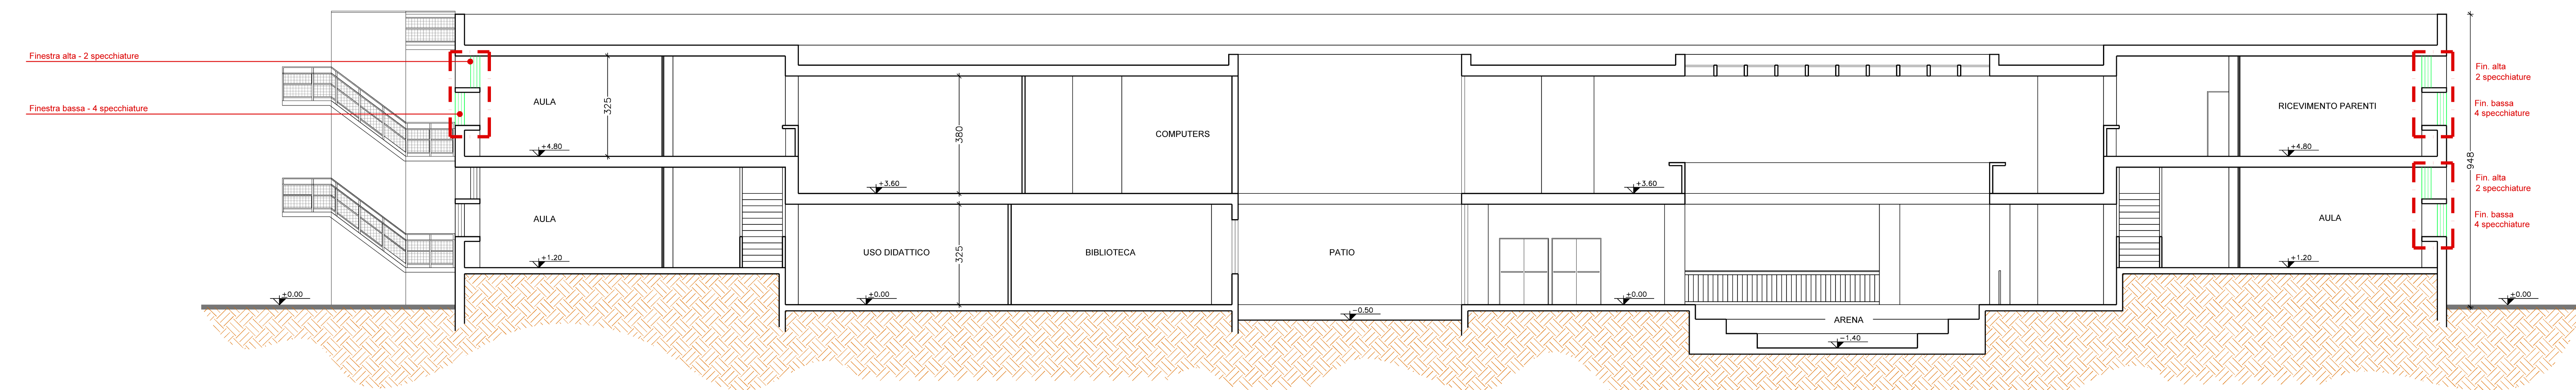 Finestra alta - 2 specchiature
Finestra bassa - 4 specchiature
AULA
325
+4.80
380
COMPUTERS
+3.60
+3.60
RICEVIMENTO PARENTI
+4.80
Fin. alta
2 specchiature
Fin. bassa
4 specchiature
948
AULA
+1.20
USO DIDATTICO
325
BIBLIOTECA
PATIO
AULA
+1.20
Fin. alta
2 specchiature
Fin. bassa
4 specchiature
+0.00
+0.00
-0.50
+0.00
ARENA
-1.40
+0.00